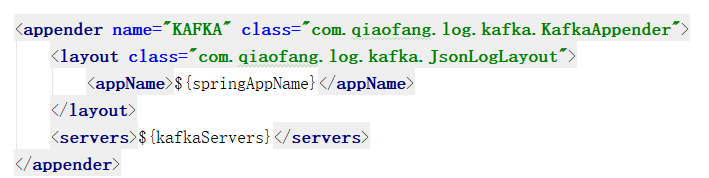 <appender name="KAFKA" class="com.qiaofang.log.kafka.KafkaAppender">
<layout class="com.qiaofang.log.kafka.JsonLogLayout">
<appName>${springAppName}</appName>
</layout>
<servers>${kafkaServers}</servers>
</appender>